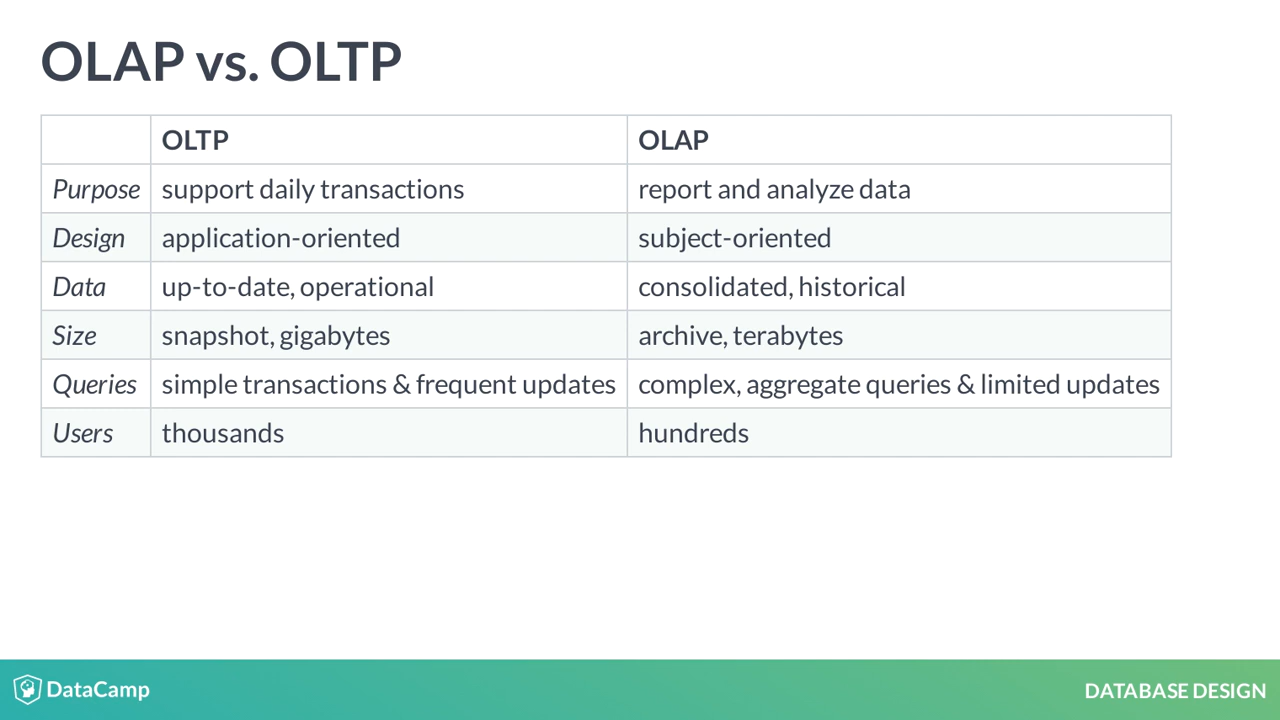 OLAP vs. OLTP
OLTP OLAP
Purpose support daily transactions report and analyze data
Design application-oriented subject-oriented
Data up-to-date, operational consolidated, historical
Size snapshot, gigabytes archive, terabytes
Queries simple transactions & frequent updates complex, aggregate queries & limited updates
Users thousands hundreds
DataCamp DATABASE DESIGN